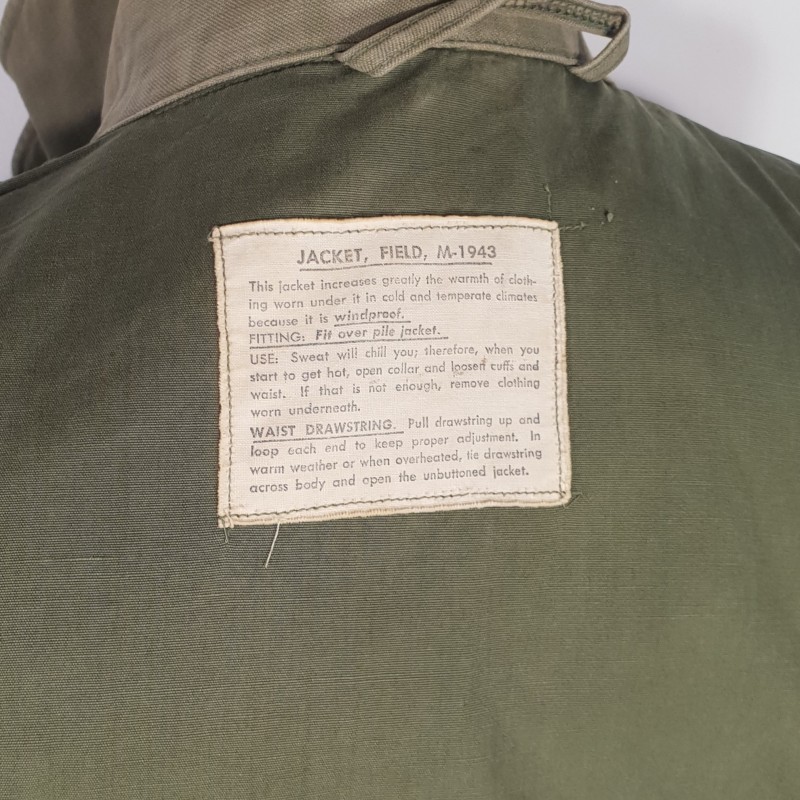 JACKET, FIELD, M-1943
This jacket increases greatly the warmth of cloth-
ing worn under it in cold and temperate climates
because it is windproof.
FITTING: Fit over pile jacket.
USE: Sweat will chill you; therefore, when you
start to get hot, open collar and loosen cuffs and
waist. If that is not enough, remove clothing
worn underneath.
WAIST DRAWSTRING. Pull drawstring up and
loop each end to keep proper adjustment. In
warm weather or when overheated, tie drawstring
across body and open the unbuttoned jacket.